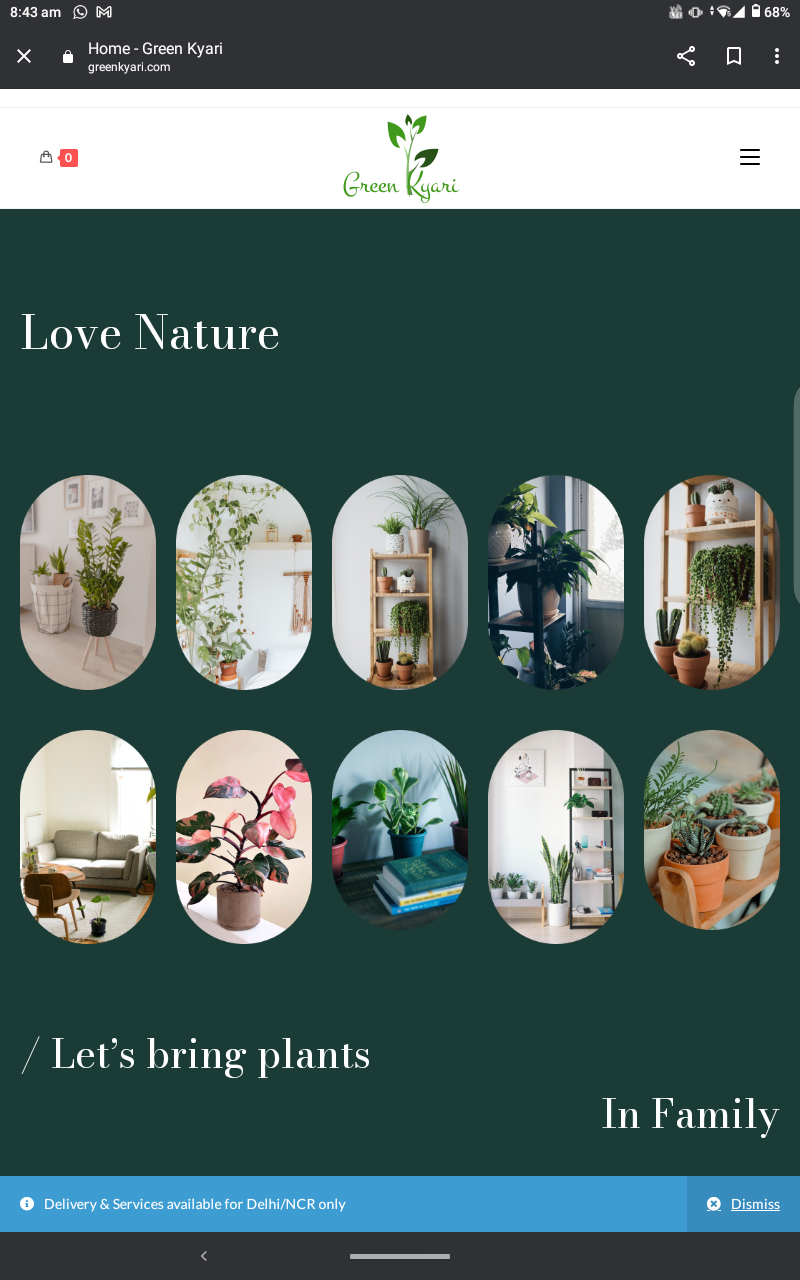 8:43 am
68%
Home - Green Kyari
greenkyari.com
0
Green Kyari
Love Nature
/ Let’s bring plants
In Family
Delivery & Services available for Delhi/NCR only
Dismiss